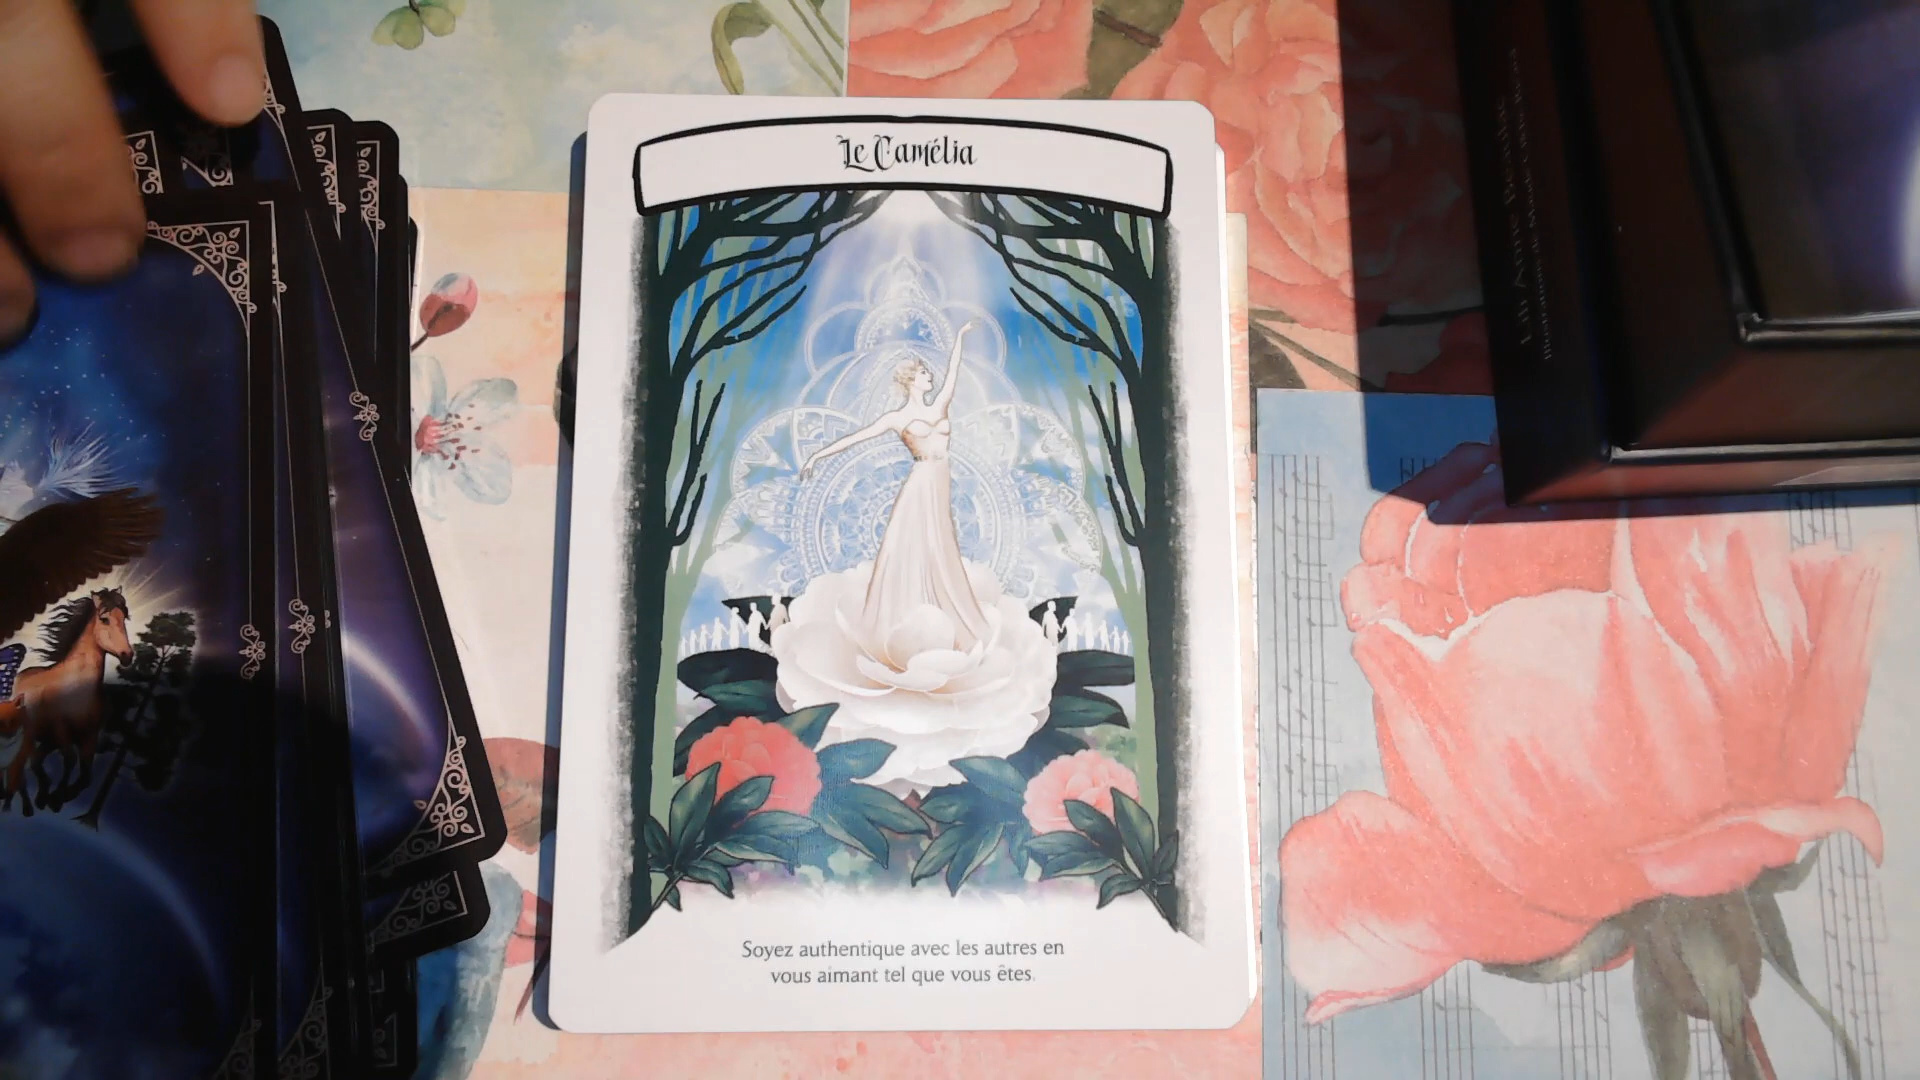 Le Camélia
Soyez authentique avec les autres en
vous aimant tel que vous êtes.